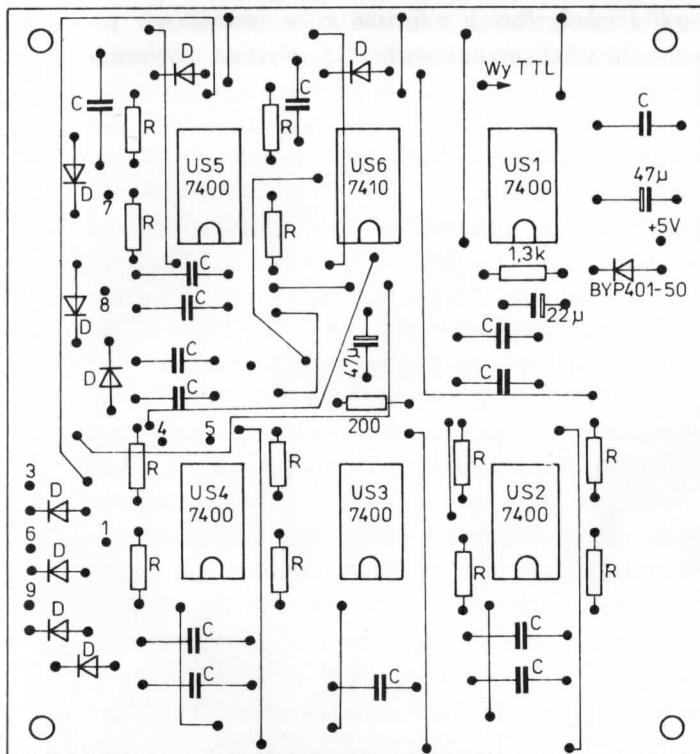 D
D
Wy TTL
C
C
C
R
R
US5
7400
US6
7410
US1
7400
47µ
D
7
R
R
+5V
C
1,3k
BYP401-50
8
C
D
22µ
C
47µ
C
D
C
C
200
4
5
R
R
R
R
3
D
US4
7400
US3
7400
US2
7400
6
1
D
R
R
R
R
9
D
D
C
C
C
C
C